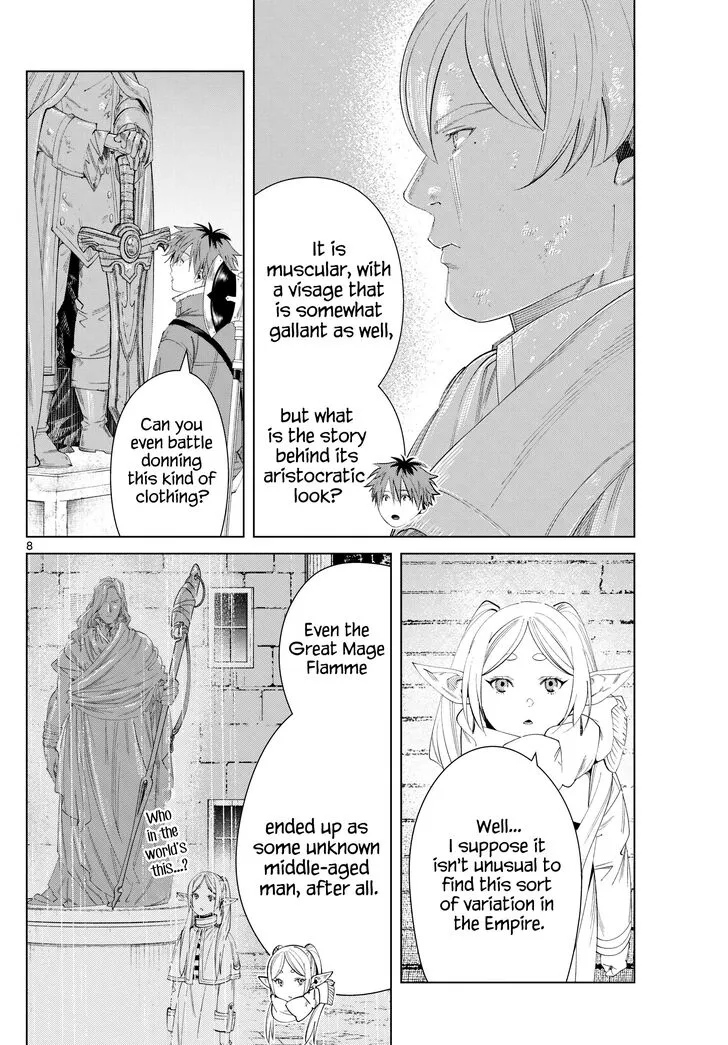 It is
muscular, with
a visage that
is somewhat
gallant as well,
but what
is the story
behind its
aristocratic
look?
Can you
even battle
donning
this kind of
clothing?
8
Well...
I suppose it
isn't unusual to
find this sort
of variation
in the Empire.
Even the
Great Mage
Flamme
ended up as
some unknown
middle-aged
man, after all.
Who
in the
world's
this...?